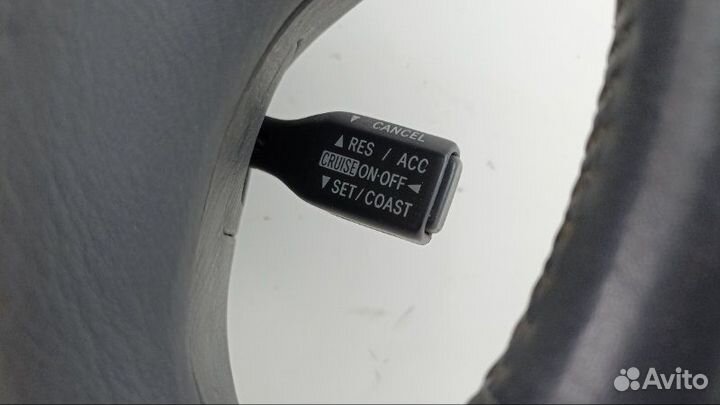 ▼ CANCEL
▲ RES / ACC
CRUISE ON·OFF ◄
▼ SET/COAST
Avito